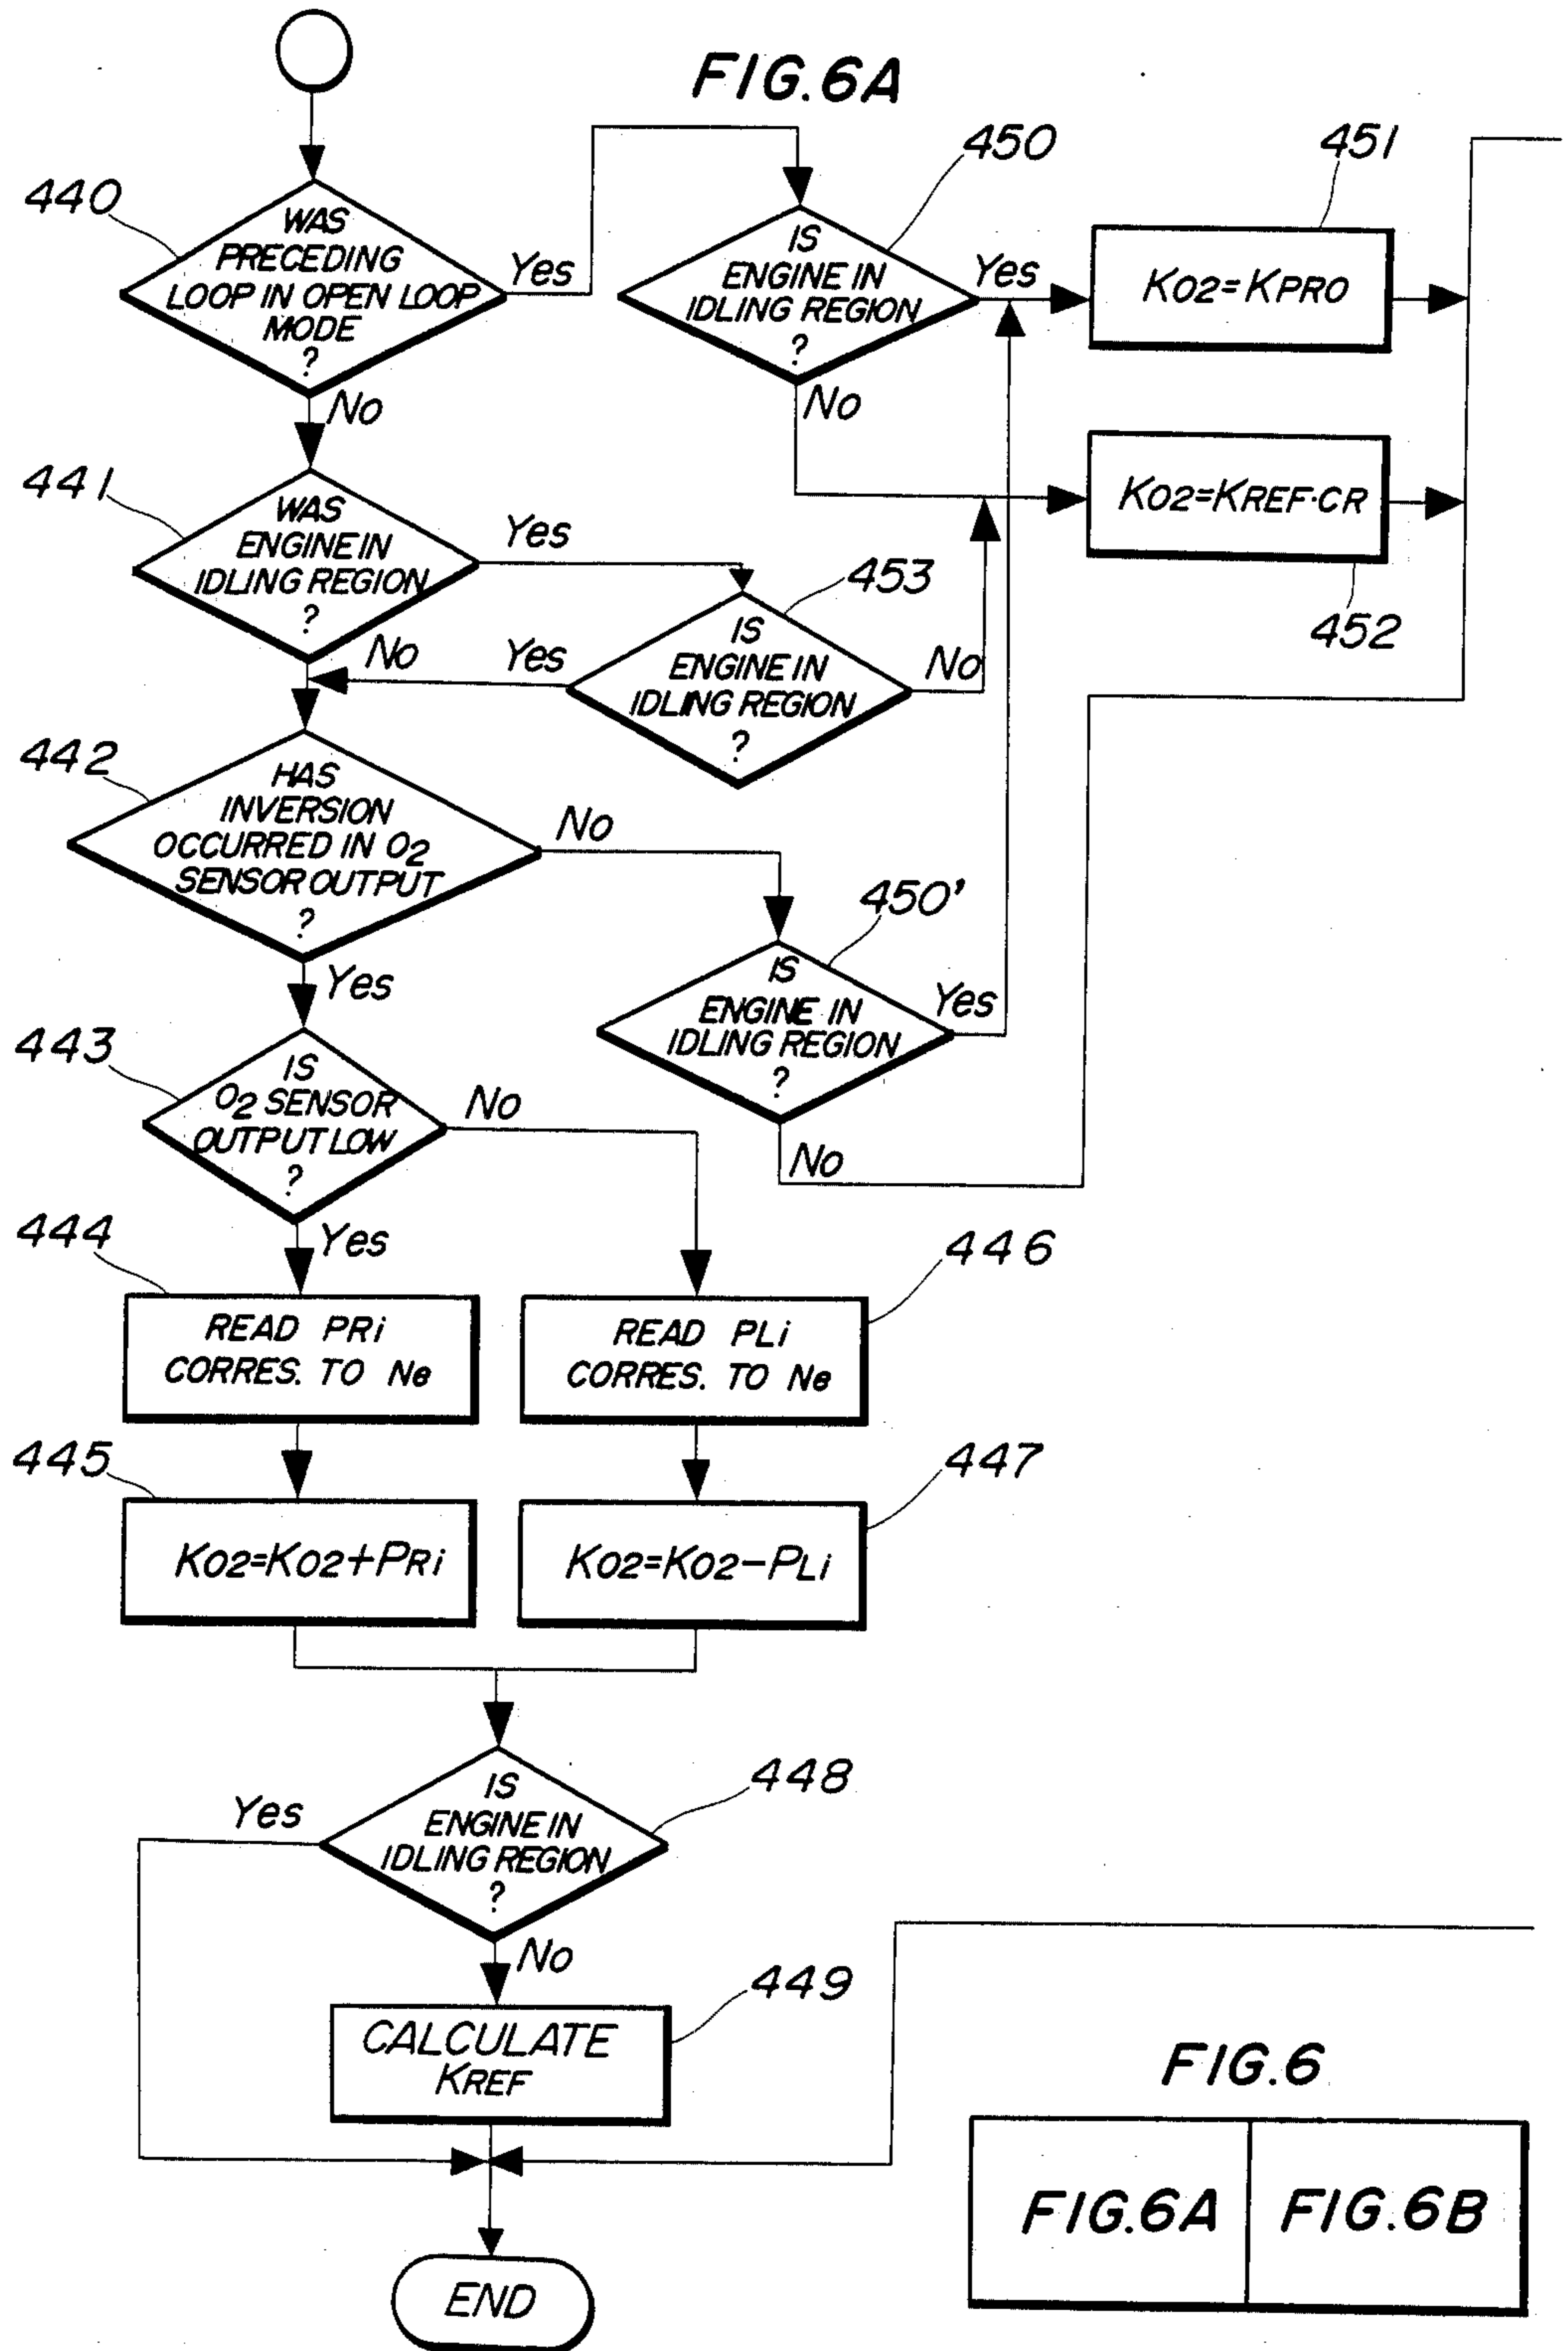 FIG.6A
440
WAS
PRECEDING
LOOP IN OPEN LOOP
MODE
?
Yes
No
450
IS
ENGINE IN
IDLING REGION
?
Yes
No
451
KO2=KPRO
KO2=KREF·CR
452
441
WAS
ENGINE IN
IDLING REGION
?
Yes
No
453
IS
ENGINE IN
IDLING REGION
?
Yes
No
442
HAS
INVERSION
OCCURRED IN O2
SENSOR OUTPUT
?
No
Yes
450'
IS
ENGINE IN
IDLING REGION
?
Yes
No
443
IS
O2 SENSOR
OUTPUT LOW
?
No
Yes
444
READ PRi
CORRES. TO Ne
446
READ PLi
CORRES. TO Ne
445
KO2=KO2+PRi
447
KO2=KO2-PLi
448
IS
ENGINE IN
IDLING REGION
?
Yes
No
449
CALCULATE
KREF
END
FIG.6
FIG.6A
FIG.6B